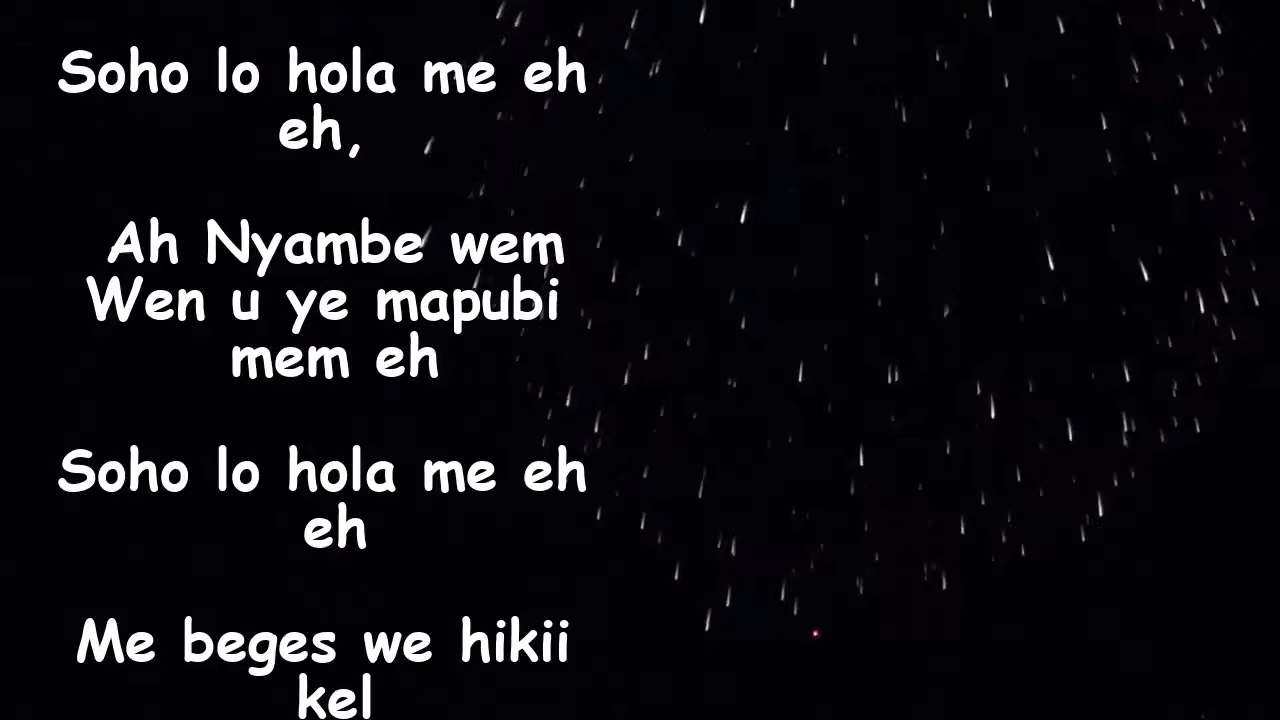 Soho lo hola me eh
eh,
Ah Nyambe wem
Wen u ye mapubi
mem eh
Soho lo hola me eh
eh
Me beges we hikii
kel